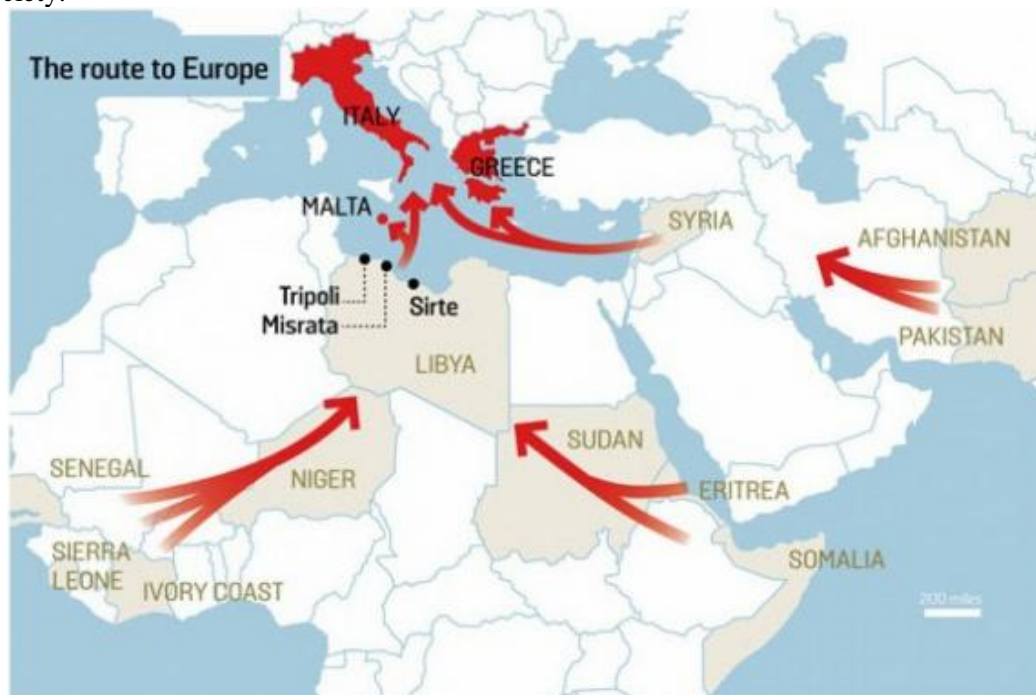 The route to Europe
ITALY
GREECE
MALTA
SYRIA
AFGHANISTAN
Tripoli
Misrata
Sirte
PAKISTAN
LIBYA
SUDAN
SENEGAL
NIGER
ERITREA
SIERRA
LEONE
IVORY COAST
SOMALIA
200 miles